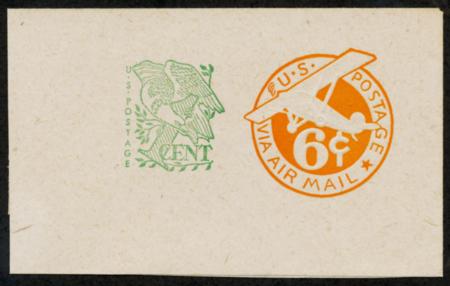 U.S. POSTAGE
CENT
U.S. POSTAGE
6¢
VIA AIR MAIL